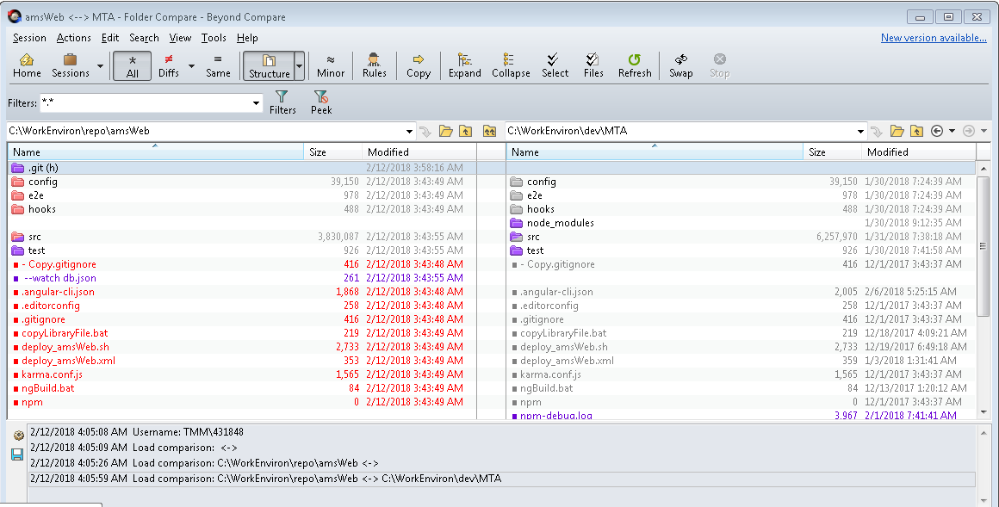 amsWeb <--> MTA - Folder Compare - Beyond Compare
Session Actions Edit Search View Tools Help New version available...
Home Sessions * All ≠ Diffs = Same Structure ≈ Minor Rules Copy Expand Collapse Select Files Refresh Swap Stop
Filters: *.* Filters Peek
C:\WorkEnviron\repo\amsWeb C:\WorkEnviron\dev\MTA
Name Size Modified Name Size Modified
.git (h) 2/12/2018 3:58:16 AM
config 39,150 2/12/2018 3:43:49 AM config 39,150 1/30/2018 7:24:39 AM
e2e 978 2/12/2018 3:43:49 AM e2e 978 1/30/2018 7:24:39 AM
hooks 488 2/12/2018 3:43:49 AM hooks 488 1/30/2018 7:24:39 AM
node_modules 1/30/2018 9:12:35 AM
src 3,830,087 2/12/2018 3:43:55 AM src 6,257,970 1/31/2018 7:38:18 AM
test 926 2/12/2018 3:43:55 AM test 926 1/30/2018 7:41:58 AM
- Copy.gitignore 416 2/12/2018 3:43:48 AM - Copy.gitignore 416 12/1/2017 3:43:37 AM
--watch db.json 261 2/12/2018 3:43:55 AM
.angular-cli.json 1,868 2/12/2018 3:43:48 AM .angular-cli.json 2,005 2/6/2018 5:25:15 AM
.editorconfig 258 2/12/2018 3:43:48 AM .editorconfig 258 12/1/2017 3:43:37 AM
.gitignore 416 2/12/2018 3:43:48 AM .gitignore 416 12/1/2017 3:43:37 AM
copyLibraryFile.bat 219 2/12/2018 3:43:49 AM copyLibraryFile.bat 219 12/18/2017 4:09:21 AM
deploy_amsWeb.sh 2,733 2/12/2018 3:43:49 AM deploy_amsWeb.sh 2,733 12/19/2017 6:49:18 AM
deploy_amsWeb.xml 353 2/12/2018 3:43:49 AM deploy_amsWeb.xml 359 1/3/2018 1:31:41 AM
karma.conf.js 1,565 2/12/2018 3:43:49 AM karma.conf.js 1,565 12/1/2017 3:43:37 AM
ngBuild.bat 84 2/12/2018 3:43:49 AM ngBuild.bat 84 12/13/2017 1:20:12 AM
npm 0 2/12/2018 3:43:49 AM npm 0 12/1/2017 3:43:37 AM
npm-debug.log 3,967 2/1/2018 7:41:41 AM
2/12/2018 4:05:08 AM Username: TMM\431848
2/12/2018 4:05:09 AM Load comparison: <->
2/12/2018 4:05:26 AM Load comparison: C:\WorkEnviron\repo\amsWeb <->
2/12/2018 4:05:59 AM Load comparison: C:\WorkEnviron\repo\amsWeb <-> C:\WorkEnviron\dev\MTA